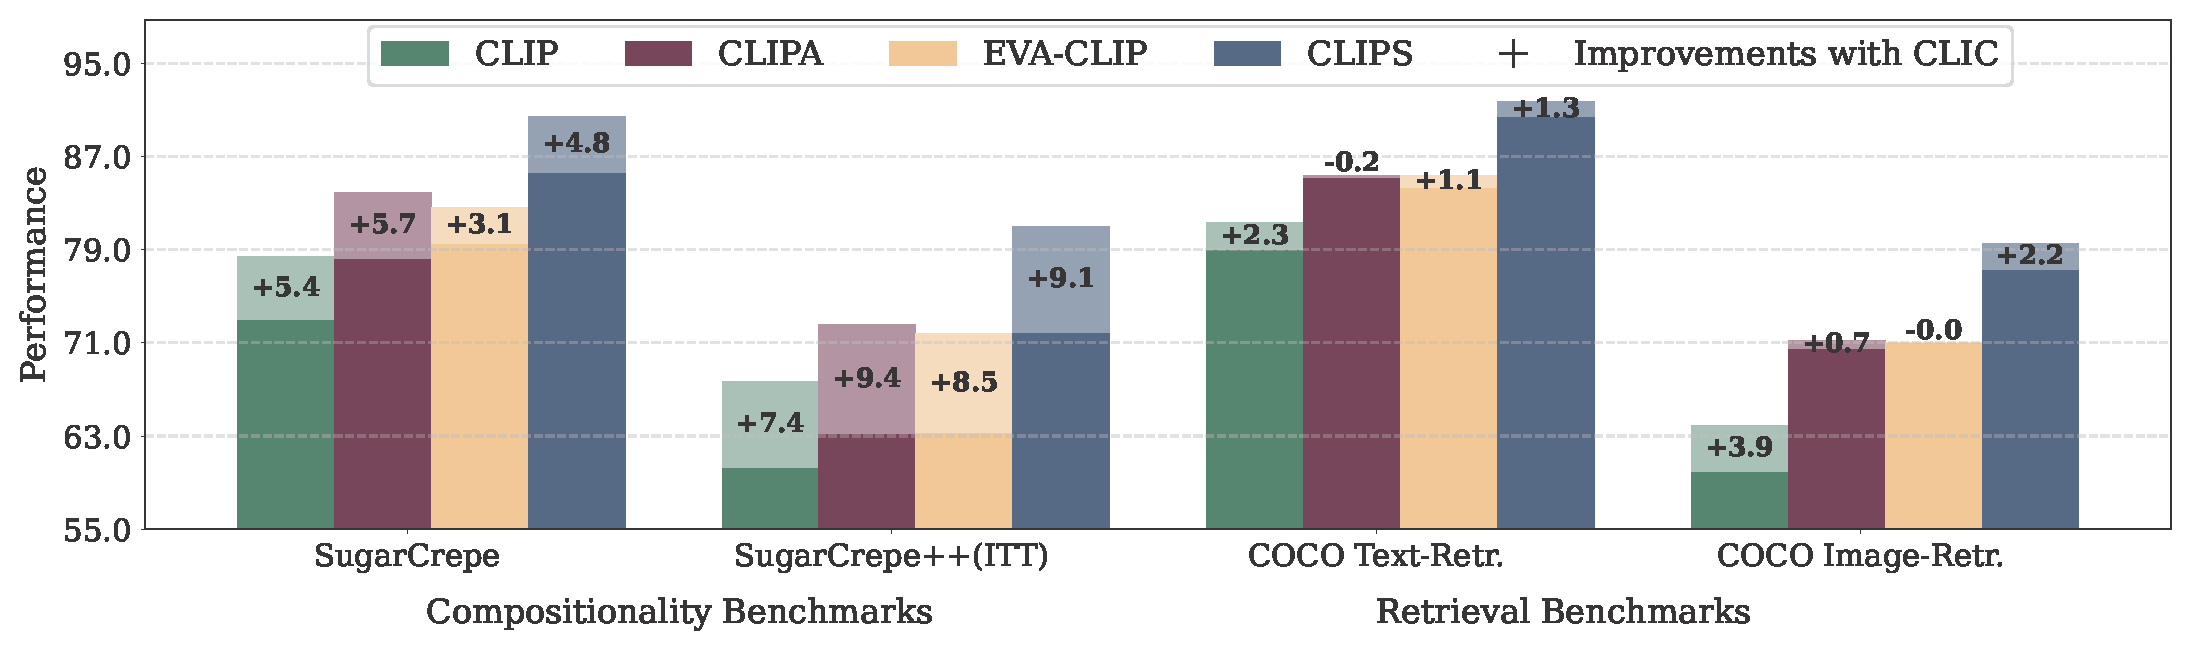 CLIP CLIPA EVA-CLIP CLIPS + Improvements with CLIC
Performance
95.0
87.0
79.0
71.0
63.0
55.0
+5.4 +5.7 +3.1 +4.8
+7.4 +9.4 +8.5 +9.1
+2.3 -0.2 +1.1 +1.3
+3.9 +0.7 -0.0 +2.2
SugarCrepe SugarCrepe++(ITT) COCO Text-Retr. COCO Image-Retr.
Compositionality Benchmarks Retrieval Benchmarks